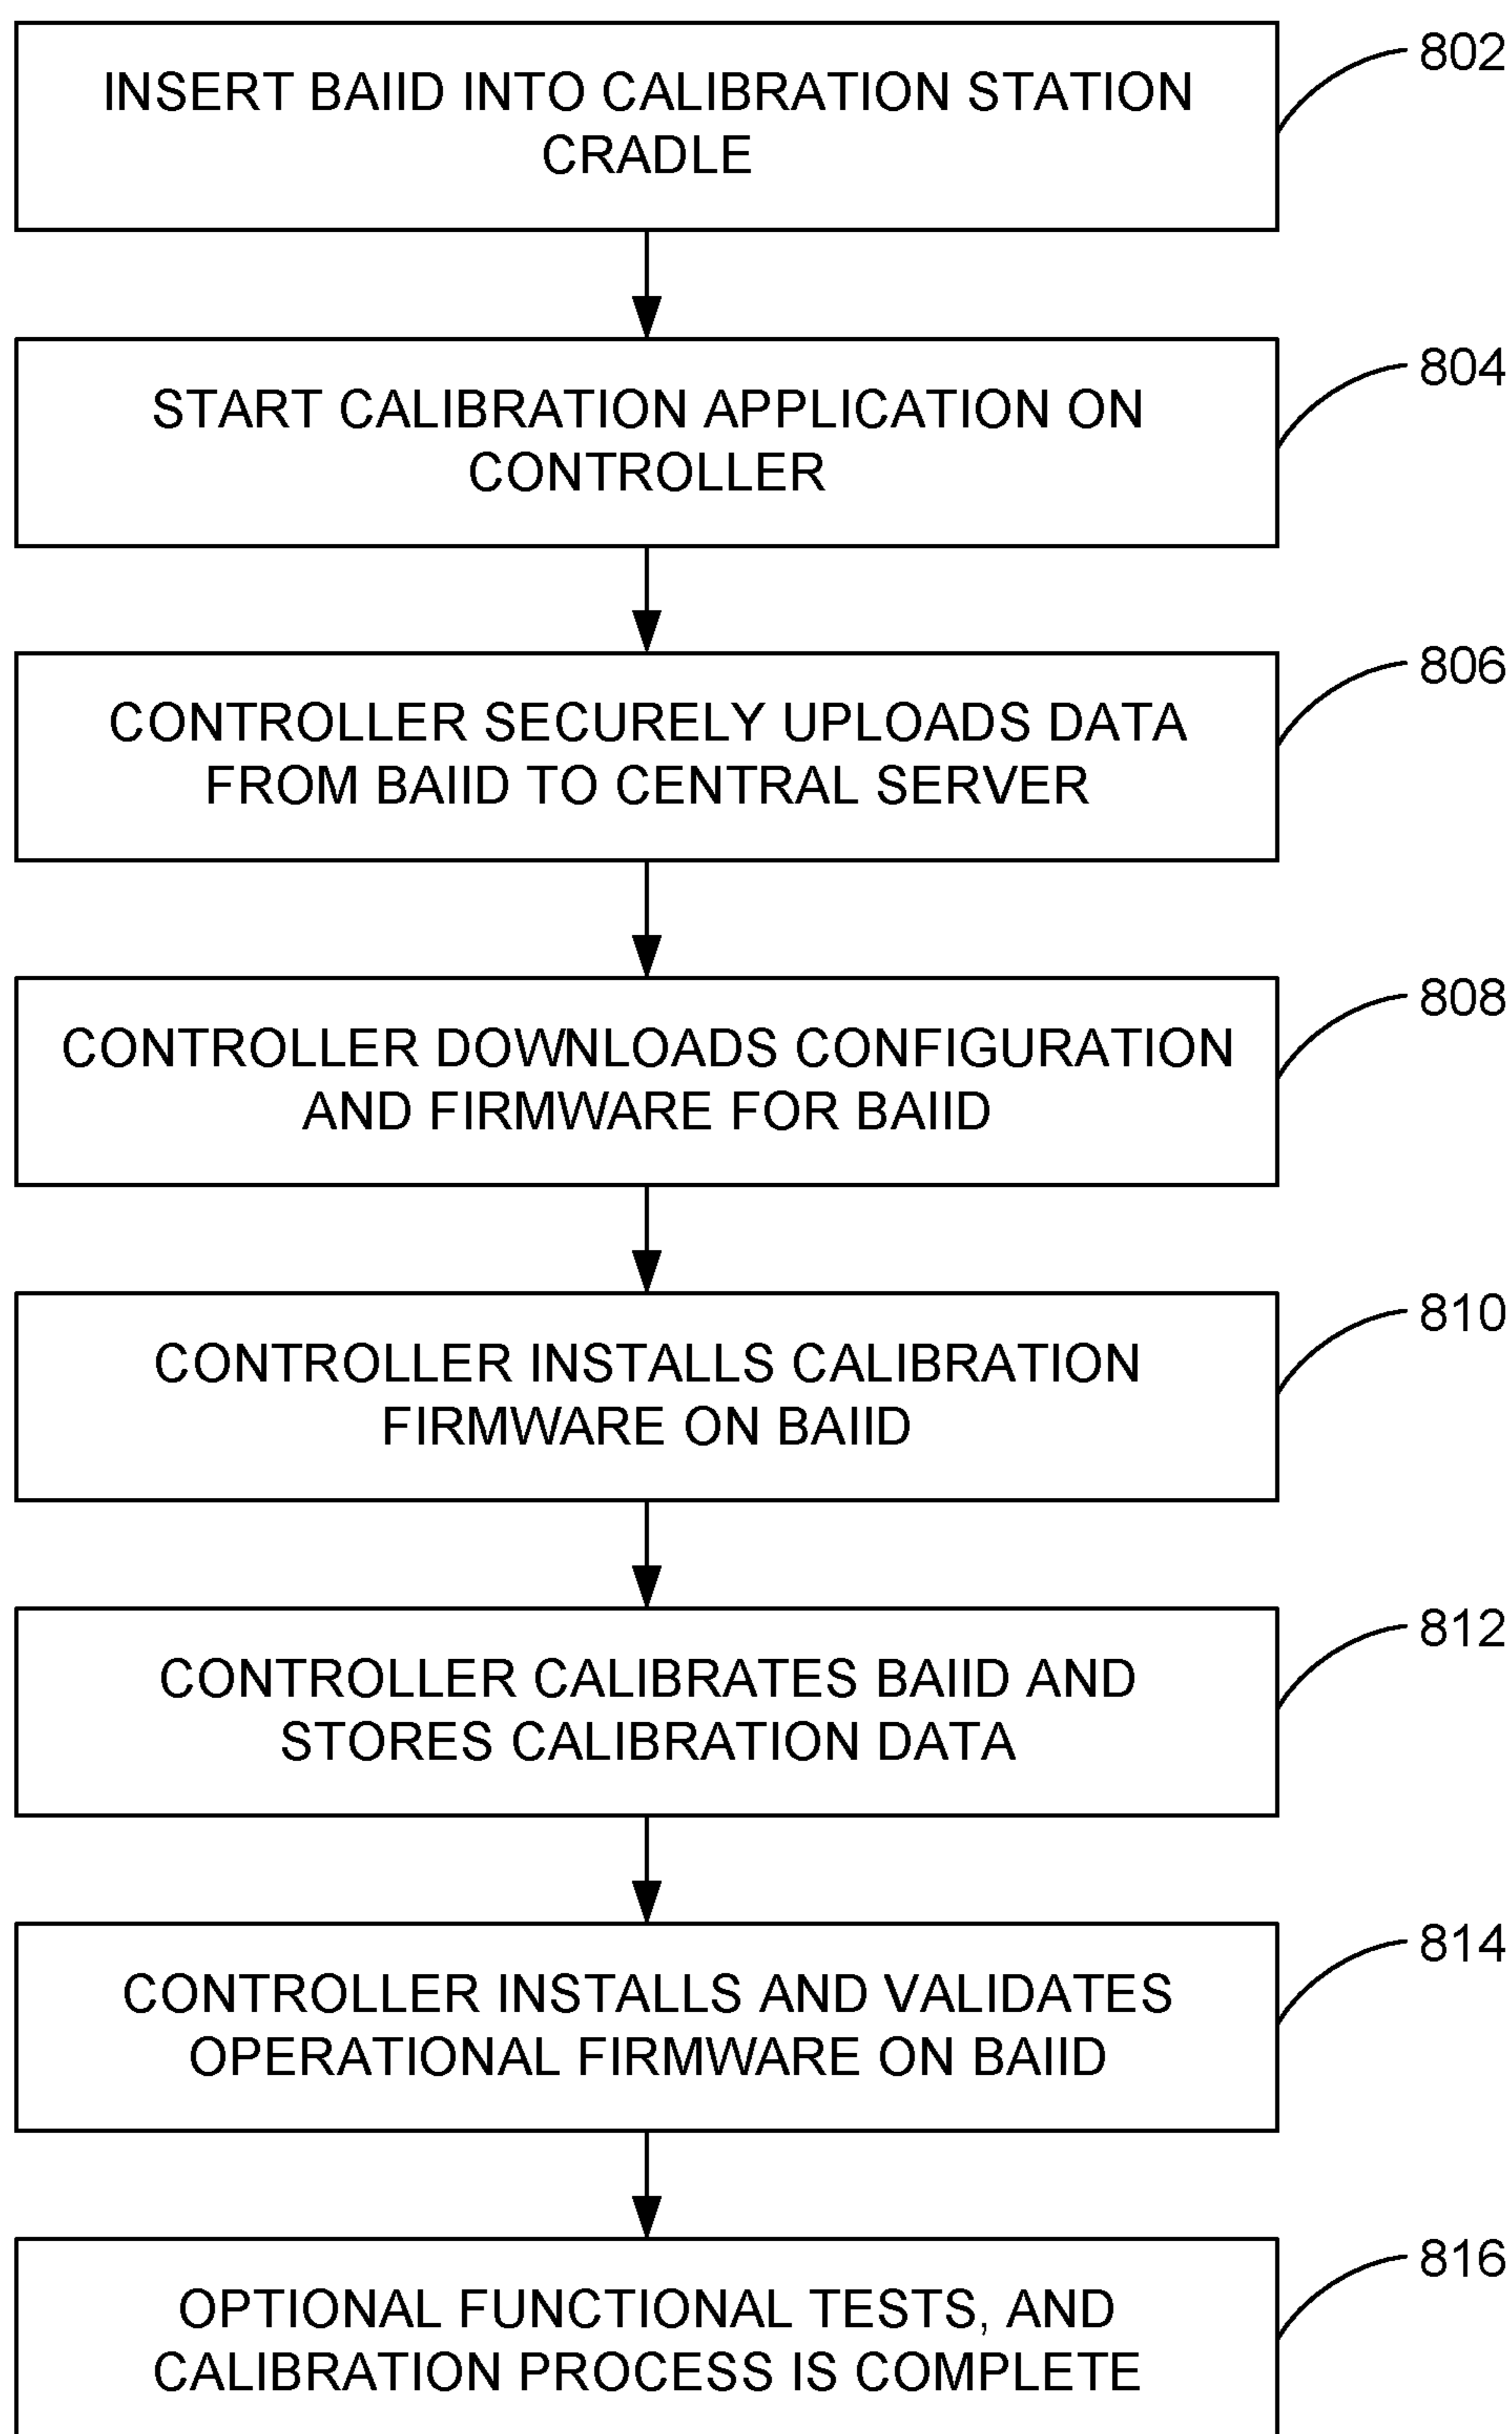 INSERT BAIID INTO CALIBRATION STATION
CRADLE
802
START CALIBRATION APPLICATION ON
CONTROLLER
804
CONTROLLER SECURELY UPLOADS DATA
FROM BAIID TO CENTRAL SERVER
806
CONTROLLER DOWNLOADS CONFIGURATION
AND FIRMWARE FOR BAIID
808
CONTROLLER INSTALLS CALIBRATION
FIRMWARE ON BAIID
810
CONTROLLER CALIBRATES BAIID AND
STORES CALIBRATION DATA
812
CONTROLLER INSTALLS AND VALIDATES
OPERATIONAL FIRMWARE ON BAIID
814
OPTIONAL FUNCTIONAL TESTS, AND
CALIBRATION PROCESS IS COMPLETE
816